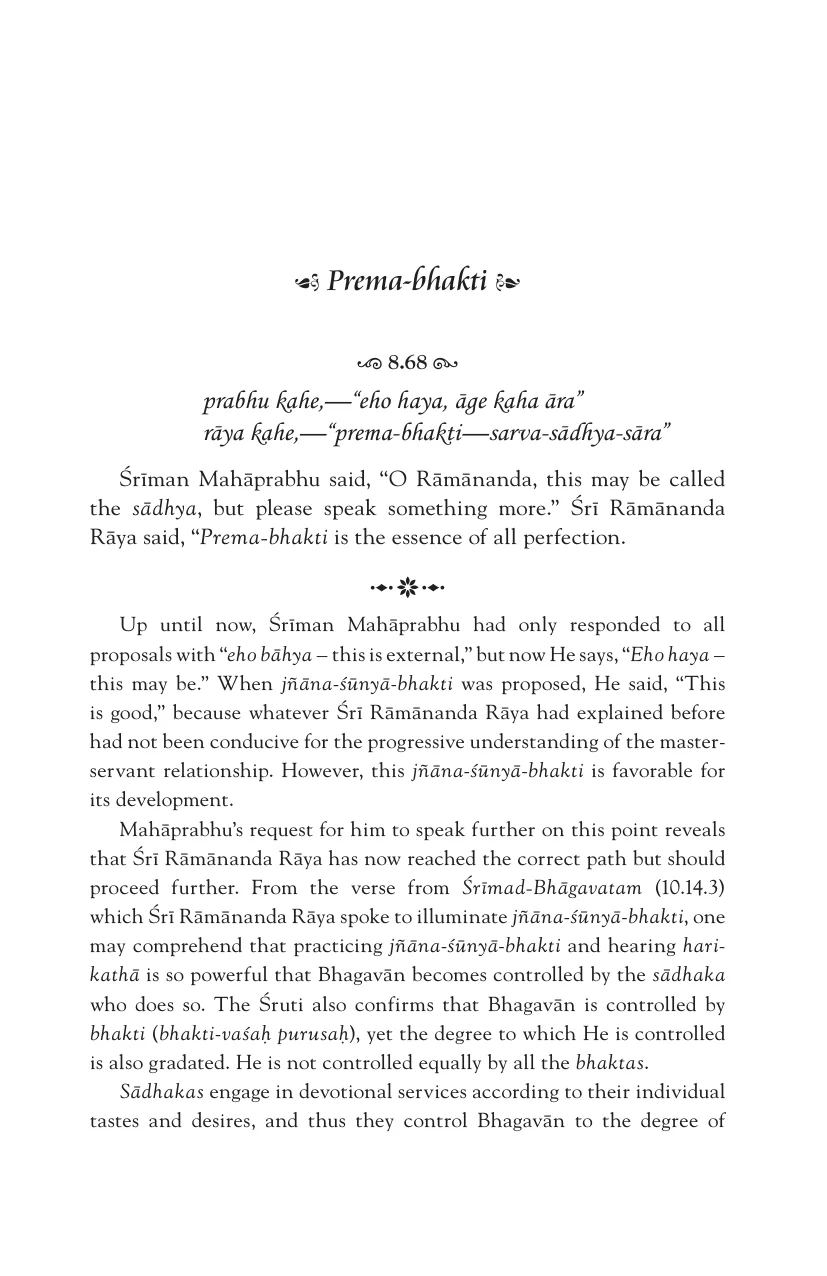 Prema-bhakti
8.68
prabhu kahe,—“eho haya, āge kaha āra”
rāya kahe,—“prema-bhakti—sarva-sādhya-sāra”
Śrīman Mahāprabhu said, “O Rāmānanda, this may be called
the sādhya, but please speak something more.” Śrī Rāmānanda
Rāya said, “Prema-bhakti is the essence of all perfection.
Up until now, Śrīman Mahāprabhu had only responded to all
proposals with “eho bāhya – this is external,” but now He says, “Eho haya –
this may be.” When jñāna-śūnyā-bhakti was proposed, He said, “This
is good,” because whatever Śrī Rāmānanda Rāya had explained before
had not been conducive for the progressive understanding of the master-
servant relationship. However, this jñāna-śūnyā-bhakti is favorable for
its development.
Mahāprabhu’s request for him to speak further on this point reveals
that Śrī Rāmānanda Rāya has now reached the correct path but should
proceed further. From the verse from Śrīmad-Bhāgavatam (10.14.3)
which Śrī Rāmānanda Rāya spoke to illuminate jñāna-śūnyā-bhakti, one
may comprehend that practicing jñāna-śūnyā-bhakti and hearing hari-
kathā is so powerful that Bhagavān becomes controlled by the sādhaka
who does so. The Śruti also confirms that Bhagavān is controlled by
bhakti (bhakti-vaśaḥ purusaḥ), yet the degree to which He is controlled
is also gradated. He is not controlled equally by all the bhaktas.
Sādhakas engage in devotional services according to their individual
tastes and desires, and thus they control Bhagavān to the degree of